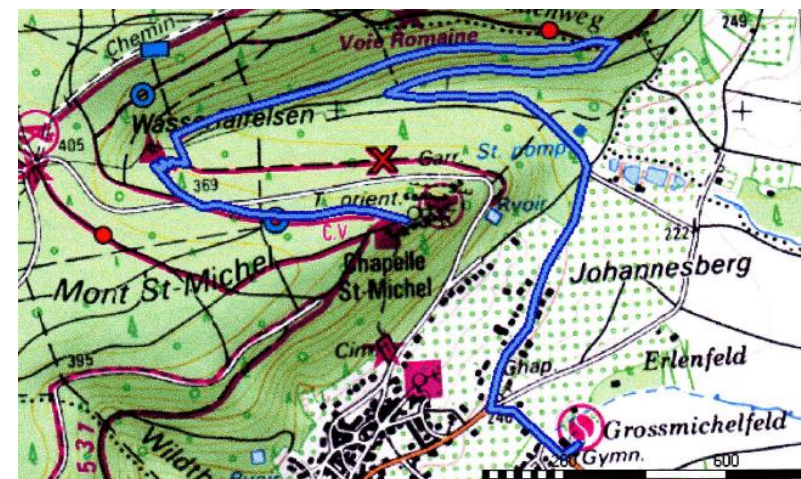 249
Chemin
Voie Romaine
405
Garr.
St. pomp.
369
T. orient.
Rvoir
C.V.
222
Chapelle
St-Michel
Johannesberg
Mont St-Michel
Cim
395
Chap.
Erlenfeld
240
Grossmichelfeld
Gymn.
600